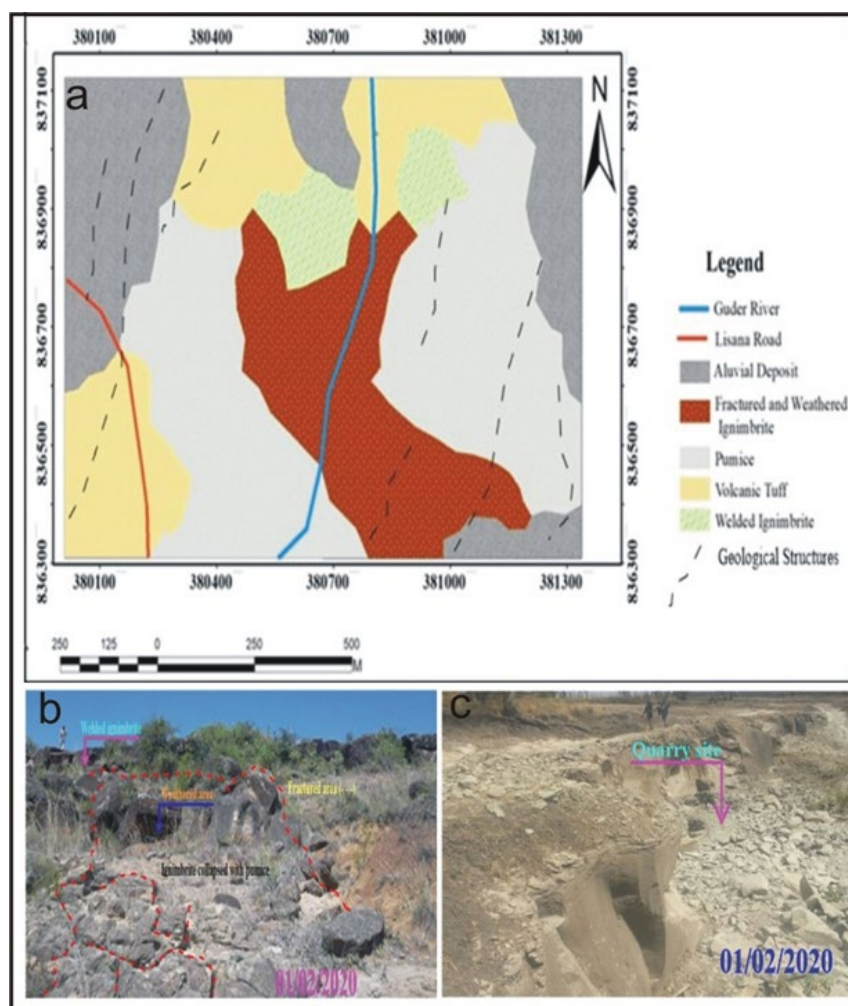 380100 380400 380700 381000 381300
a
N
837100 837100
836900 836900
836700 836700
836500 836500
836300 836300
380100 380400 380700 381000 381300
Legend
Guder River
Lisana Road
Aluvial Deposit
Fractured and Weathered
Ignimbrite
Pumice
Volcanic Tuff
Welded Ignimbrite
Geological Structures
250 125 0 250 500
M
b
Welded ignimbrite
Weathered area
Fractured area (- -)
Ignimbrite collapsed with pumice
01/02/2020
c
Quarry site
01/02/2020